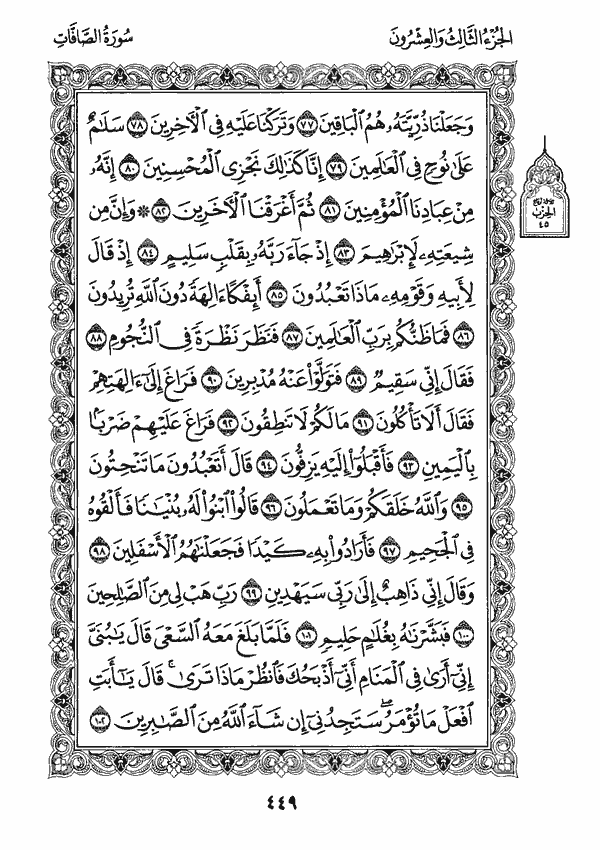 الجُزْءُ الثَّالِثُ وَالعِشْرُونَ
سُورَةُ الصَّافَّاتِ
وَجَعَلْنَا ذُرِّيَّتَهُۥ هُمُ ٱلْبَاقِينَ ٧٧ وَتَرَكْنَا عَلَيْهِ فِى ٱلْأَخِرِينَ ٧٨ سَلَٰمٌ
عَلَىٰ نُوحٍ فِى ٱلْعَٰلَمِينَ ٧٩ إِنَّا كَذَٰلِكَ نَجْزِى ٱلْمُحْسِنِينَ ٨٠ إِنَّهُۥ
مِنْ عِبَادِنَا ٱلْمُؤْمِنِينَ ٨١ ثُمَّ أَغْرَقْنَا ٱلْأَخَرِينَ ٨٢ ۞ وَإِنَّ مِن
شِيعَتِهِۦ لَإِبْرَٰهِيمَ ٨٣ إِذْ جَآءَ رَبَّهُۥ بِقَلْبٍ سَلِيمٍ ٨٤ إِذْ قَالَ
لِأَبِيهِ وَقَوْمِهِۦ مَاذَا تَعْبُدُونَ ٨٥ أَئِفْكًا ءَالِهَةً دُونَ ٱللَّهِ تُرِيدُونَ
٨٦ فَمَا ظَنُّكُم بِرَبِّ ٱلْعَٰلَمِينَ ٨٧ فَنَظَرَ نَظْرَةً فِى ٱلنُّجُومِ ٨٨
فَقَالَ إِنِّى سَقِيمٌ ٨٩ فَتَوَلَّوْا۟ عَنْهُ مُدْبِرِينَ ٩٠ فَرَاغَ إِلَىٰٓ ءَالِهَتِهِمْ
فَقَالَ أَلَا تَأْكُلُونَ ٩١ مَا لَكُمْ لَا تَنطِقُونَ ٩٢ فَرَاغَ عَلَيْهِمْ ضَرْبًۢا
بِٱلْيَمِينِ ٩٣ فَأَقْبَلُوٓا۟ إِلَيْهِ يَزِفُّونَ ٩٤ قَالَ أَتَعْبُدُونَ مَا تَنْحِتُونَ
٩٥ وَٱللَّهُ خَلَقَكُمْ وَمَا تَعْمَلُونَ ٩٦ قَالُوا۟ ٱبْنُوا۟ لَهُۥ بُنْيَٰنًا فَأَلْقُوهُ
فِى ٱلْجَحِيمِ ٩٧ فَأَرَادُوا۟ بِهِۦ كَيْدًا فَجَعَلْنَٰهُمُ ٱلْأَسْفَلِينَ ٩٨
وَقَالَ إِنِّى ذَاهِبٌ إِلَىٰ رَبِّى سَيَهْدِينِ ٩٩ رَبِّ هَبْ لِى مِنَ ٱلصَّٰلِحِينَ
١٠٠ فَبَشَّرْنَٰهُ بِغُلَٰمٍ حَلِيمٍ ١٠١ فَلَمَّا بَلَغَ مَعَهُ ٱلسَّعْىَ قَالَ يَٰبُنَىَّ
إِنِّىٓ أَرَىٰ فِى ٱلْمَنَامِ أَنِّىٓ أَذْبَحُكَ فَٱنظُرْ مَاذَا تَرَىٰ ۚ قَالَ يَٰٓأَبَتِ
ٱفْعَلْ مَا تُؤْمَرُ ۖ سَتَجِدُنِىٓ إِن شَآءَ ٱللَّهُ مِنَ ٱلصَّٰبِرِينَ ١٠٢
الحِزْب
٤٥
٤٤٩